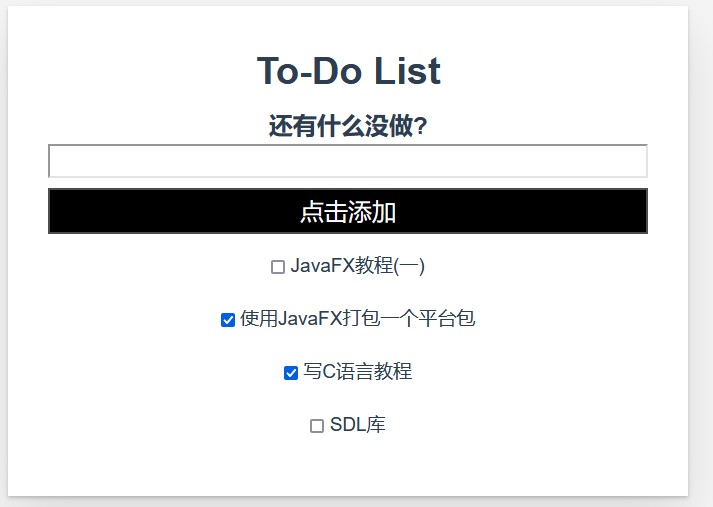 To-Do List
还有什么没做?
点击添加
JavaFX教程(一)
使用JavaFX打包一个平台包
写C语言教程
SDL库